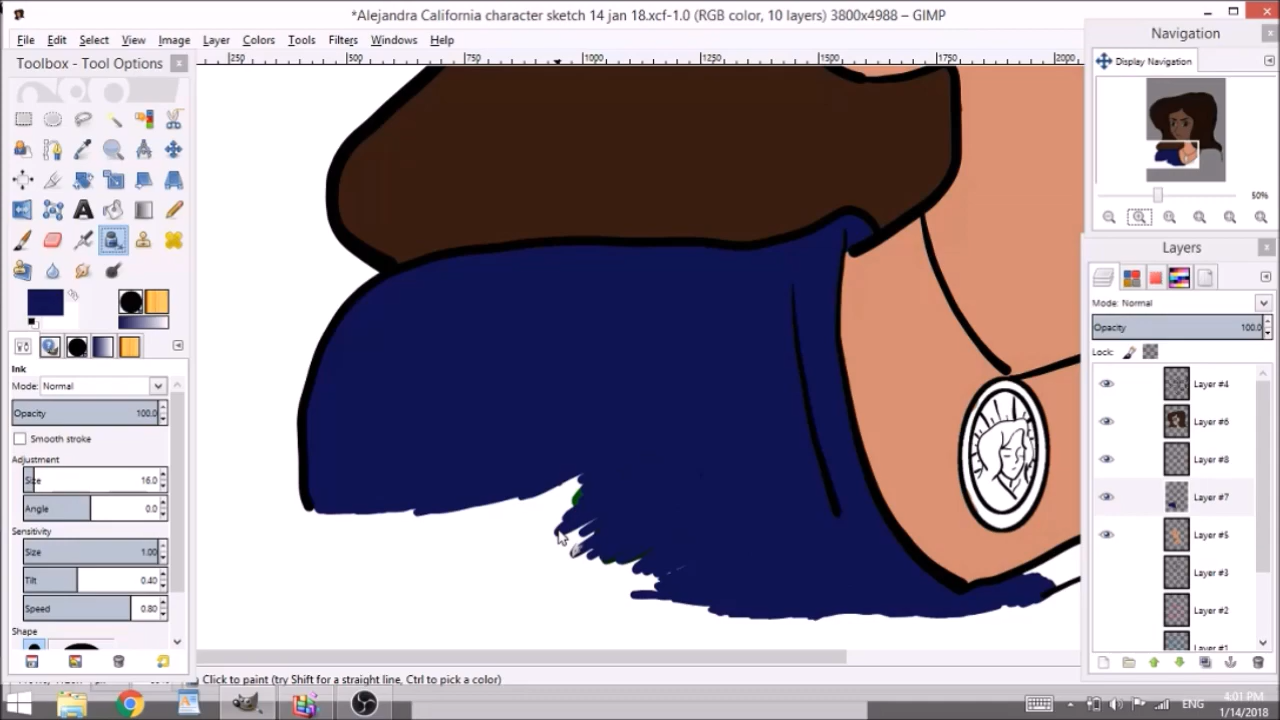 *Alejandra California character sketch 14 jan 18.xcf-1.0 (RGB color, 10 layers) 3800x4988 – GIMP
File Edit Select View Image Layer Colors Tools Filters Windows Help
Toolbox - Tool Options
250 500 750 1000 1250 1500 1750 2000
Navigation
Display Navigation
50%
Layers
Mode: Normal
Opacity 100.0
Lock:
Layer #4
Layer #6
Layer #8
Layer #7
Layer #5
Layer #3
Layer #2
Layer #1
Ink
Mode: Normal
Opacity 100.0
Smooth stroke
Adjustment
Size 16.0
Angle 0.0
Sensitivity
Size 1.00
Tilt 0.40
Speed 0.80
Shape
Click to paint (try Shift for a straight line, Ctrl to pick a color)
ENG
4:01 PM
1/14/2018